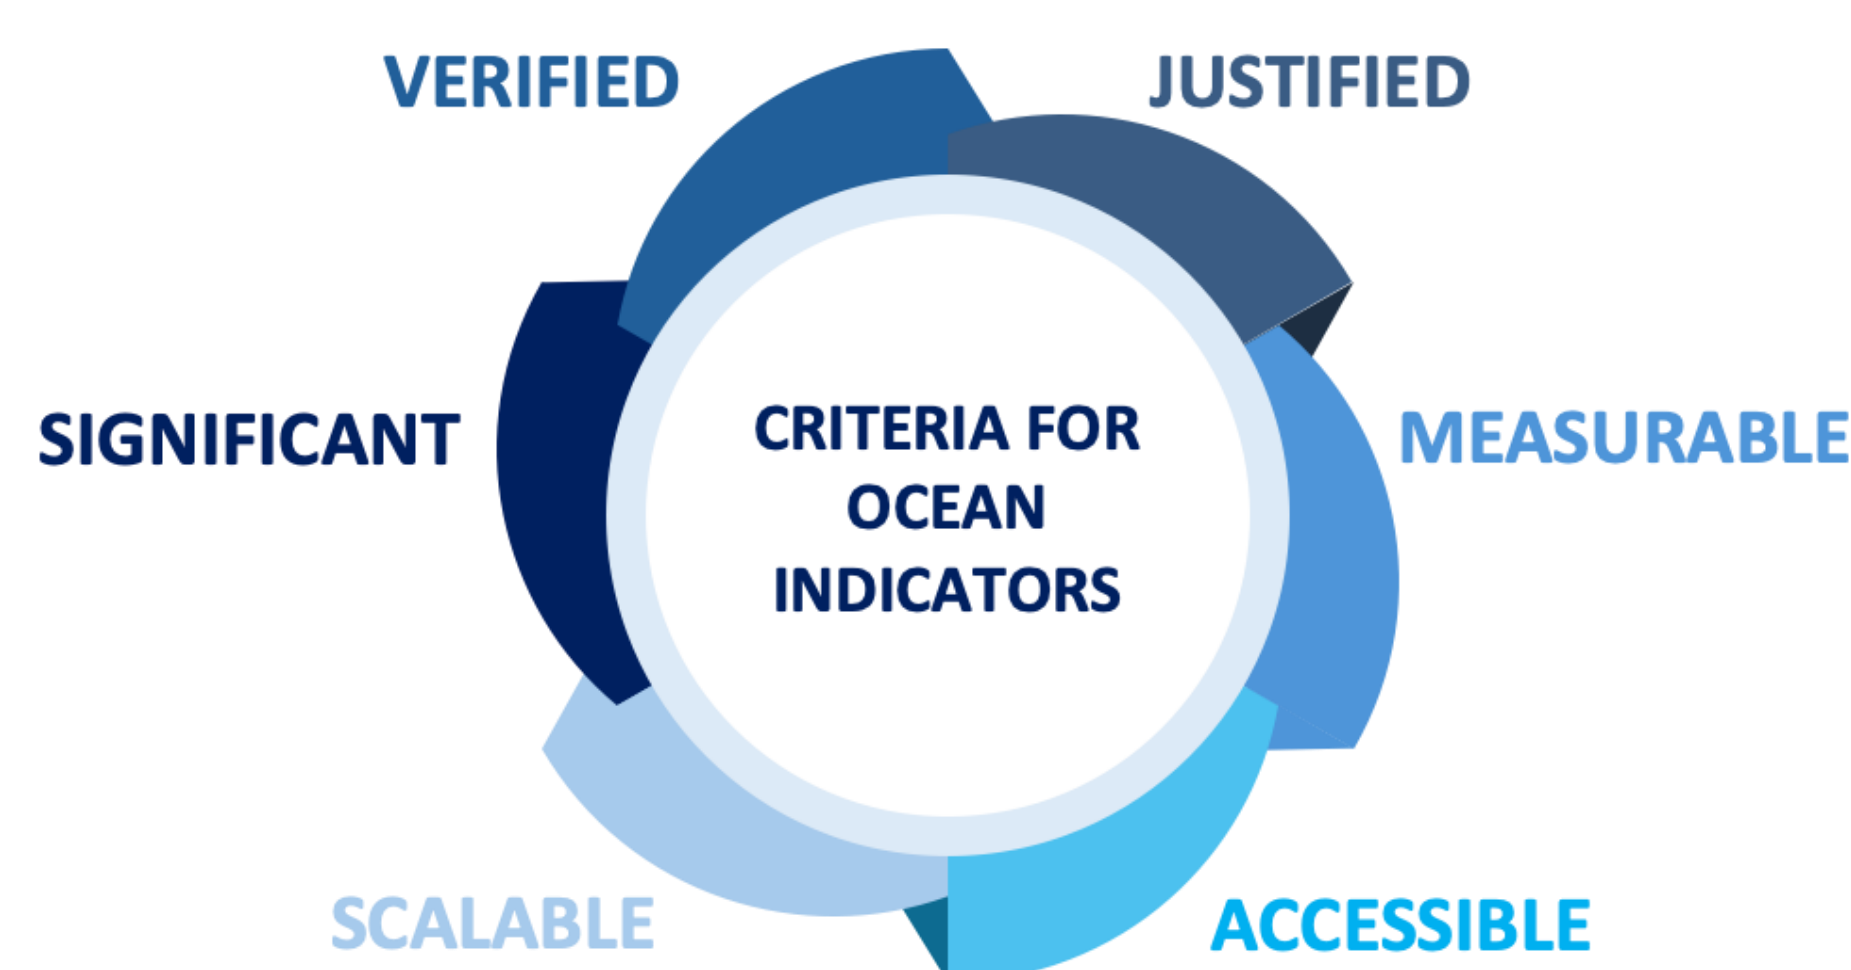 VERIFIED
JUSTIFIED
SIGNIFICANT
CRITERIA FOR
OCEAN
INDICATORS
MEASURABLE
SCALABLE
ACCESSIBLE